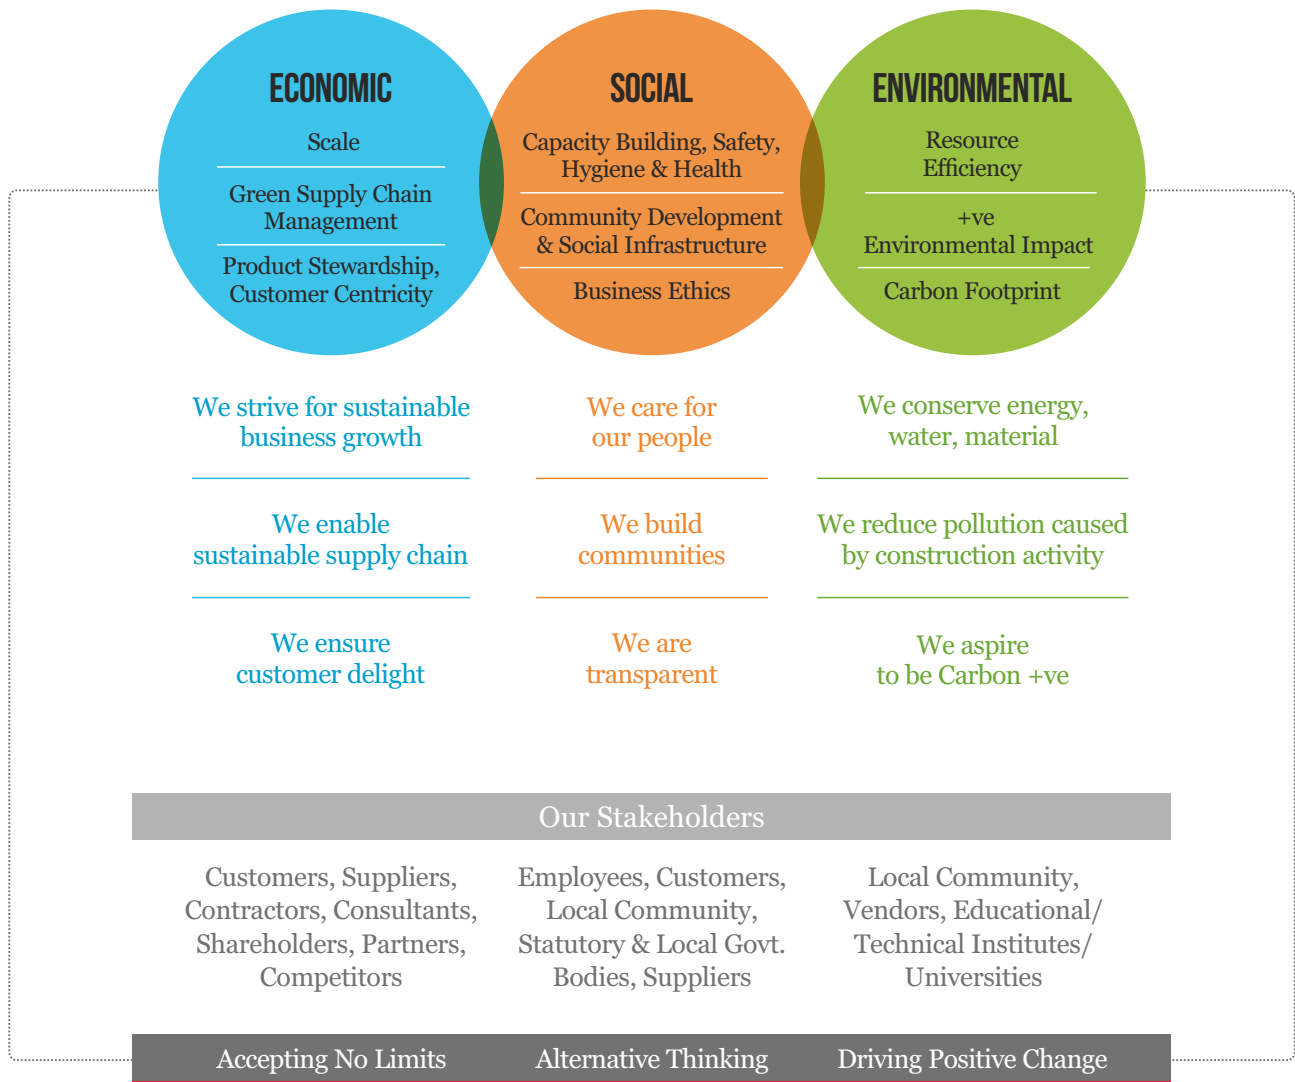 ECONOMIC
Scale
Green Supply Chain
Management
Product Stewardship,
Customer Centricity
SOCIAL
Capacity Building, Safety,
Hygiene & Health
Community Development
& Social Infrastructure
Business Ethics
ENVIRONMENTAL
Resource
Efficiency
+ve
Environmental Impact
Carbon Footprint
We strive for sustainable
business growth
We enable
sustainable supply chain
We ensure
customer delight
We care for
our people
We build
communities
We are
transparent
We conserve energy,
water, material
We reduce pollution caused
by construction activity
We aspire
to be Carbon +ve
Our Stakeholders
Customers, Suppliers,
Contractors, Consultants,
Shareholders, Partners,
Competitors
Employees, Customers,
Local Community,
Statutory & Local Govt.
Bodies, Suppliers
Local Community,
Vendors, Educational/
Technical Institutes/
Universities
Accepting No Limits
Alternative Thinking
Driving Positive Change